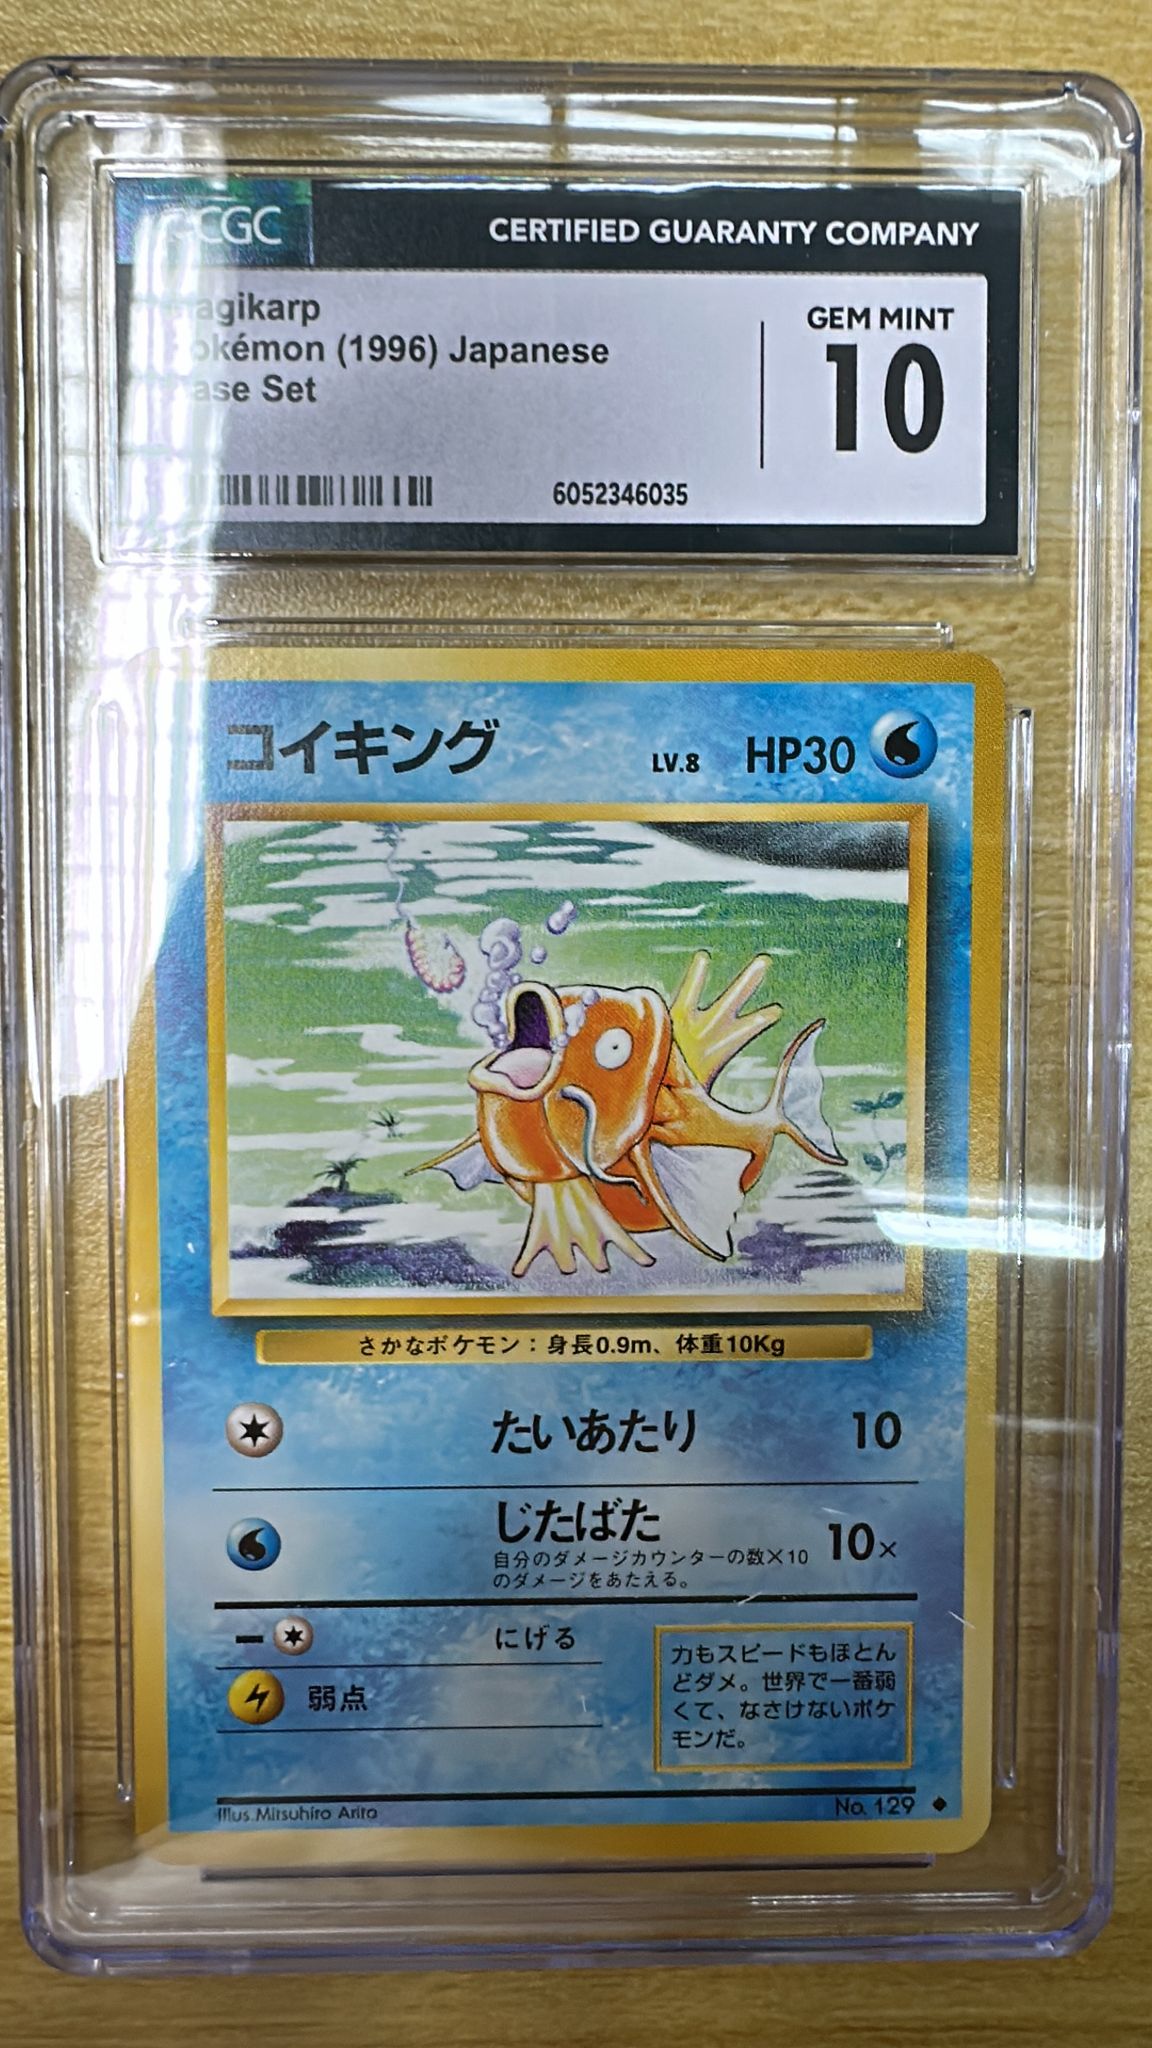 CGC
CERTIFIED GUARANTY COMPANY
Magikarp
Pokémon (1996) Japanese
Base Set
GEM MINT
10
6052346035
コイキング LV.8 HP30
さかなポケモン：身長0.9m、体重10Kg
たいあたり 10
じたばた 10×
自分のダメージカウンターの数×10
のダメージをあたえる。
ー にげる
弱点
力もスピードもほとん
どダメ。世界で一番弱
くて、なさけないポケ
モンだ。
Illus.Mitsuhiro Arita
No. 129 ◆